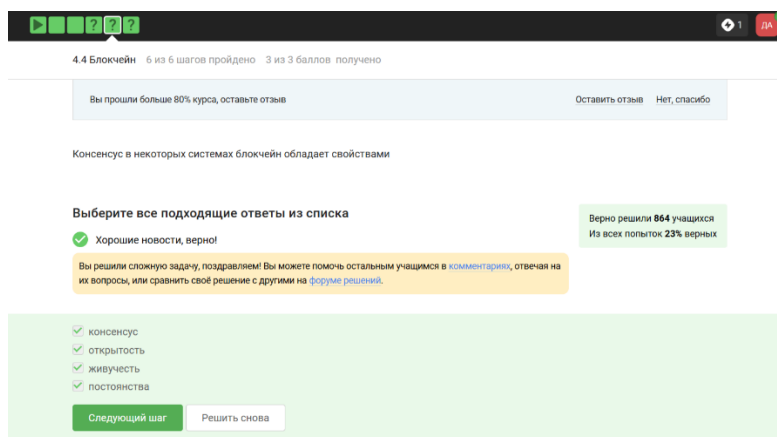 ? ? ?
1
ДА
4.4 Блокчейн 6 из 6 шагов пройдено 3 из 3 баллов получено
Вы прошли больше 80% курса, оставьте отзыв Оставить отзыв Нет, спасибо
Консенсус в некоторых системах блокчейн обладает свойствами
Выберите все подходящие ответы из списка
Верно решили 864 учащихся
Из всех попыток 23% верных
Хорошие новости, верно!
Вы решили сложную задачу, поздравляем! Вы можете помочь остальным учащимся в комментариях, отвечая на
их вопросы, или сравнить своё решение с другими на форуме решений.
консенсус
открытость
живучесть
постоянства
Следующий шаг Решить снова